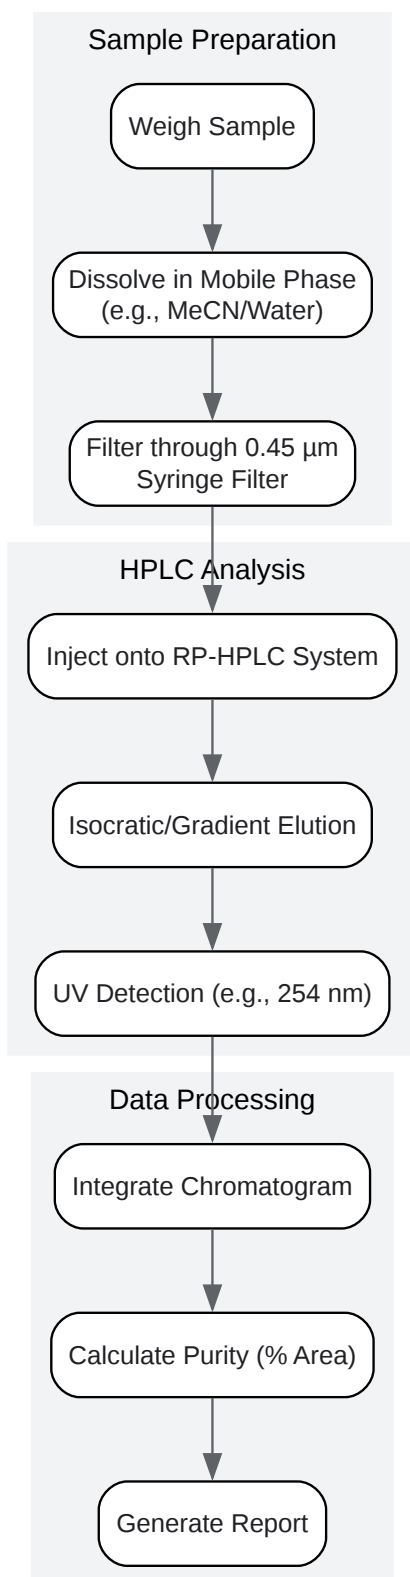 Sample Preparation
Weigh Sample
Dissolve in Mobile Phase
(e.g., MeCN/Water)
Filter through 0.45 µm
Syringe Filter
HPLC Analysis
Inject onto RP-HPLC System
Isocratic/Gradient Elution
UV Detection (e.g., 254 nm)
Data Processing
Integrate Chromatogram
Calculate Purity (% Area)
Generate Report